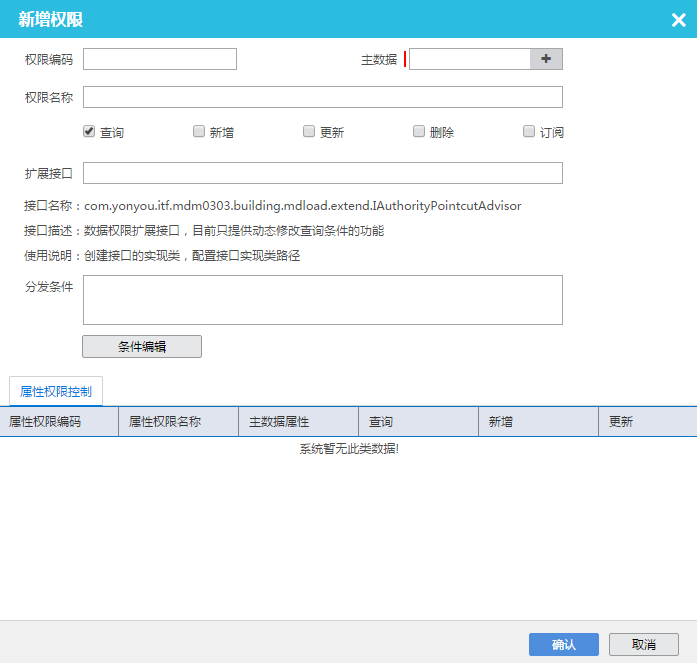 新增权限
权限编码 主数据
权限名称
查询 新增 更新 删除 订阅
扩展接口
接口名称：com.yonyou.itf.mdm0303.building.mdload.extend.IAuthorityPointcutAdvisor
接口描述：数据权限扩展接口，目前只提供动态修改查询条件的功能
使用说明：创建接口的实现类，配置接口实现类路径
分发条件
条件编辑
属性权限控制
属性权限编码 属性权限名称 主数据属性 查询 新增 更新
系统暂无此类数据!
确认 取消